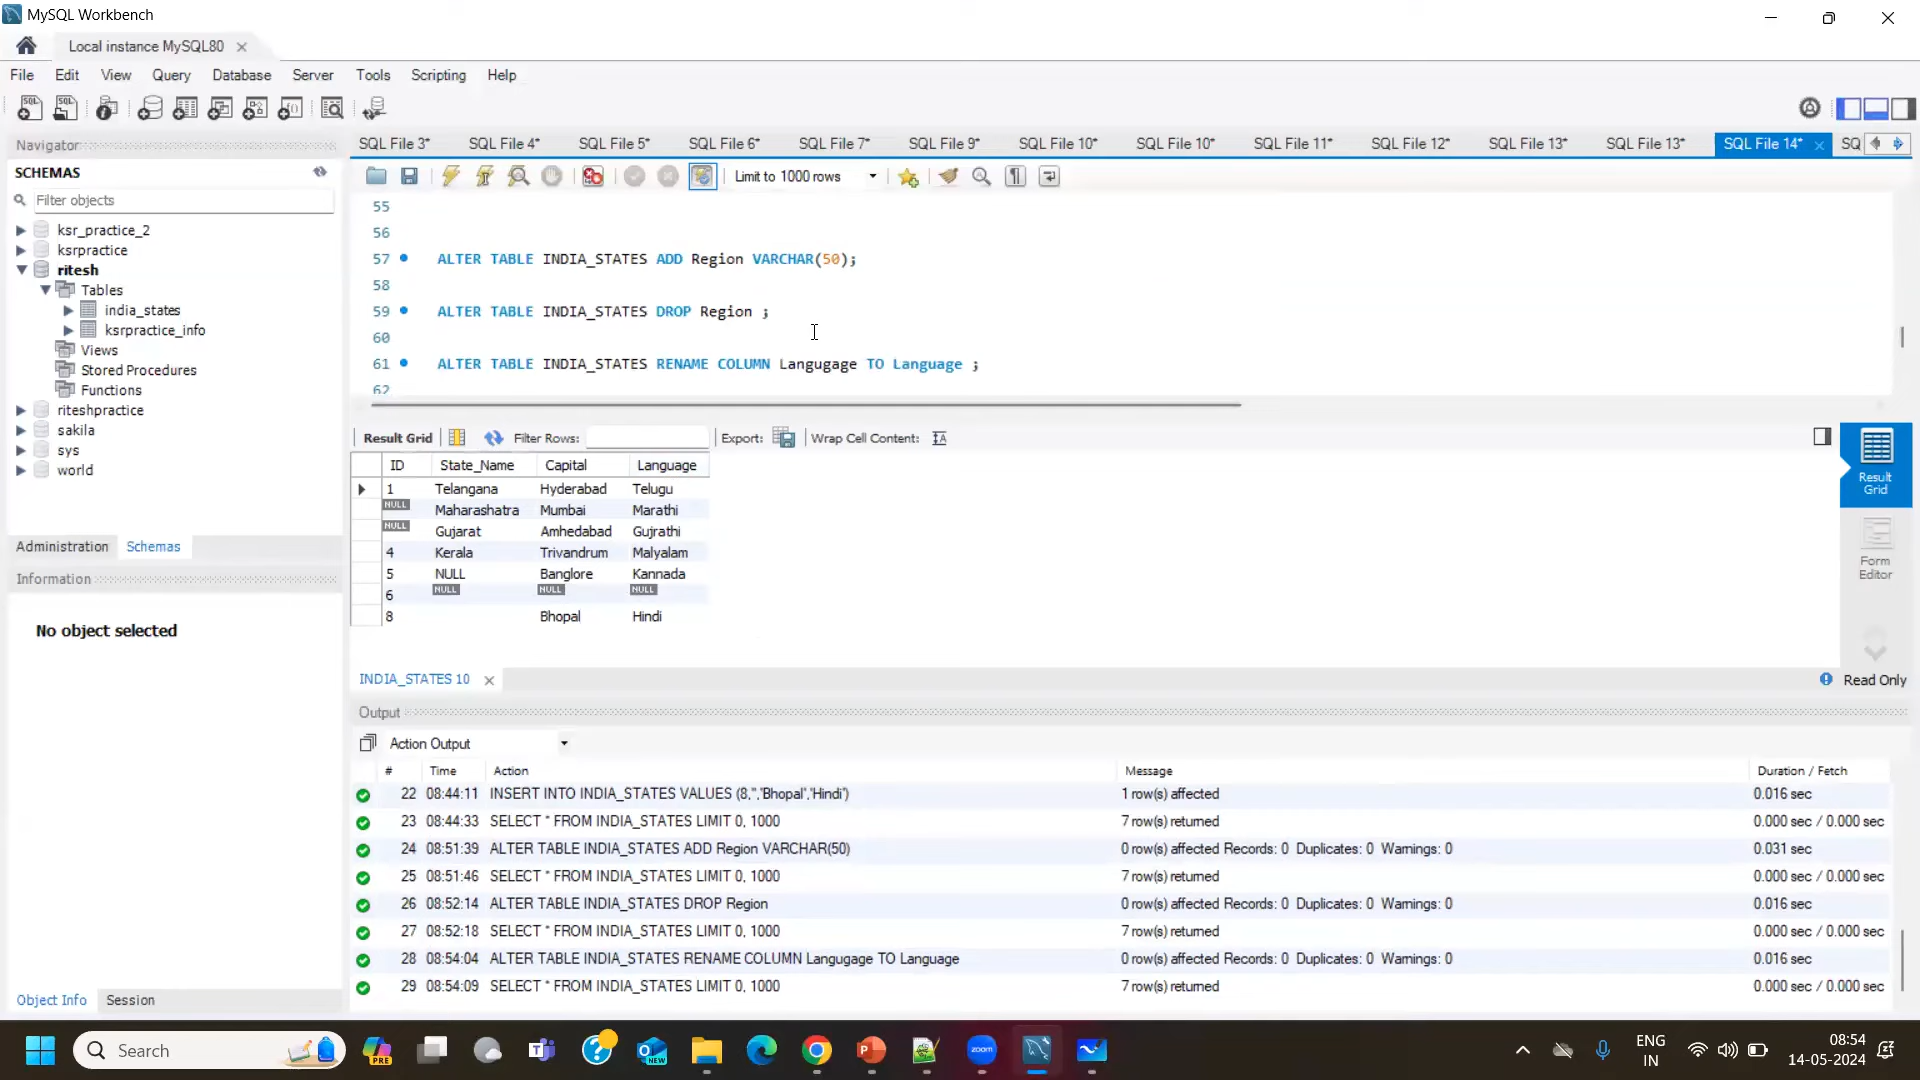 MySQL Workbench
Local instance MySQL80
File Edit View Query Database Server Tools Scripting Help
Navigator
SCHEMAS
Filter objects
ksr_practice_2
ksrpractice
ritesh
Tables
india_states
ksrpractice_info
Views
Stored Procedures
Functions
riteshpractice
sakila
sys
world
Administration Schemas
Information
No object selected
Object Info Session
SQL File 3* SQL File 4* SQL File 5* SQL File 6* SQL File 7* SQL File 9* SQL File 10* SQL File 10* SQL File 11* SQL File 12* SQL File 13* SQL File 13* SQL File 14* SQ
Limit to 1000 rows
55
56
57 ALTER TABLE INDIA_STATES ADD Region VARCHAR(50);
58
59 ALTER TABLE INDIA_STATES DROP Region ;
60
61 ALTER TABLE INDIA_STATES RENAME COLUMN Langugage TO Language ;
62
Result Grid Filter Rows: Export: Wrap Cell Content:
ID State_Name Capital Language
1 Telangana Hyderabad Telugu
NULL Maharashatra Mumbai Marathi
NULL Gujarat Amhedabad Gujrathi
4 Kerala Trivandrum Malyalam
5 NULL Banglore Kannada
6 NULL NULL NULL
8 Bhopal Hindi
Result Grid
Form Editor
INDIA_STATES 10
Read Only
Output
Action Output
# Time Action Message Duration / Fetch
22 08:44:11 INSERT INTO INDIA_STATES VALUES (8,'','Bhopal','Hindi') 1 row(s) affected 0.016 sec
23 08:44:33 SELECT * FROM INDIA_STATES LIMIT 0, 1000 7 row(s) returned 0.000 sec / 0.000 sec
24 08:51:39 ALTER TABLE INDIA_STATES ADD Region VARCHAR(50) 0 row(s) affected Records: 0 Duplicates: 0 Warnings: 0 0.031 sec
25 08:51:46 SELECT * FROM INDIA_STATES LIMIT 0, 1000 7 row(s) returned 0.000 sec / 0.000 sec
26 08:52:14 ALTER TABLE INDIA_STATES DROP Region 0 row(s) affected Records: 0 Duplicates: 0 Warnings: 0 0.016 sec
27 08:52:18 SELECT * FROM INDIA_STATES LIMIT 0, 1000 7 row(s) returned 0.000 sec / 0.000 sec
28 08:54:04 ALTER TABLE INDIA_STATES RENAME COLUMN Langugage TO Language 0 row(s) affected Records: 0 Duplicates: 0 Warnings: 0 0.016 sec
29 08:54:09 SELECT * FROM INDIA_STATES LIMIT 0, 1000 7 row(s) returned 0.000 sec / 0.000 sec
Search
PRE
NEW
zoom
ENG
IN
08:54
14-05-2024